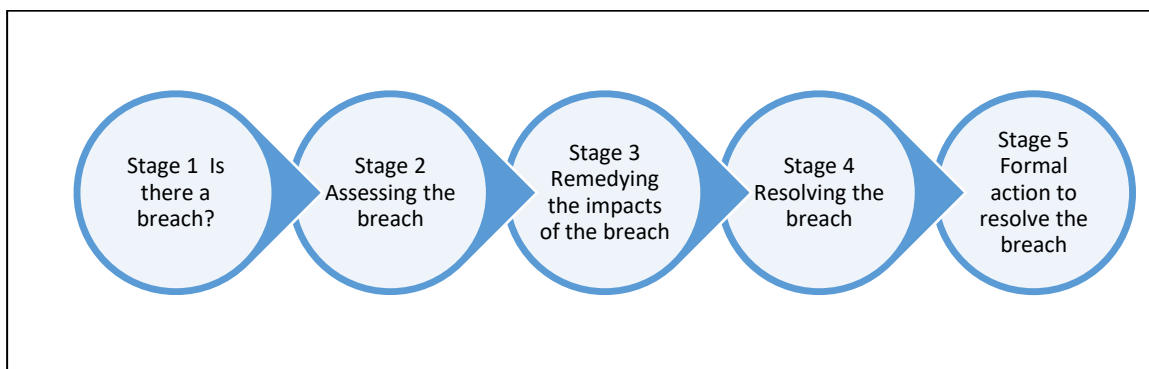 Stage 1  Is
there a
breach?
Stage 2
Assessing the
breach
Stage 3
Remedying
the impacts
of the breach
Stage 4
Resolving the
breach
Stage 5
Formal
action to
resolve the
breach